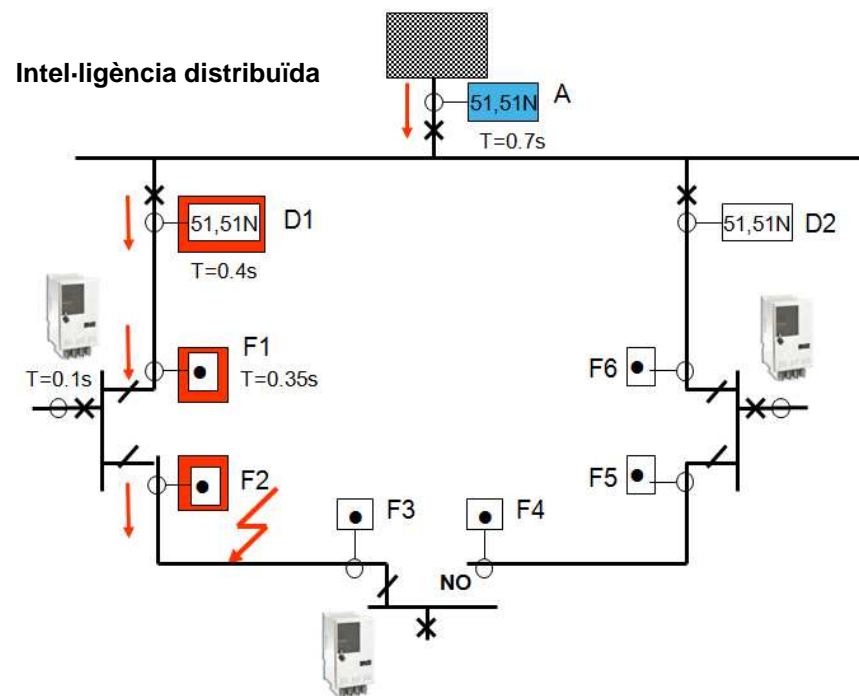 Intel·ligència distribuïda
51,51N A
T=0.7s
51,51N D1
51,51N D2
T=0.4s
F1
T=0.1s
T=0.35s
F6
F2
F5
F3
F4
NO